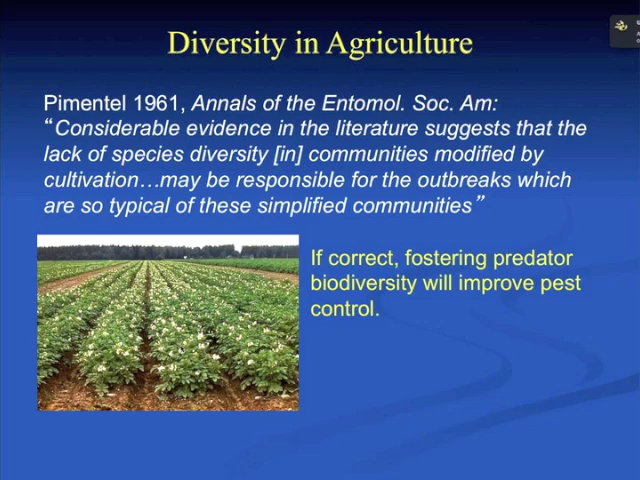 Diversity in Agriculture
Pimentel 1961, Annals of the Entomol. Soc. Am:
“Considerable evidence in the literature suggests that the
lack of species diversity [in] communities modified by
cultivation…may be responsible for the outbreaks which
are so typical of these simplified communities”
If correct, fostering predator
biodiversity will improve pest
control.